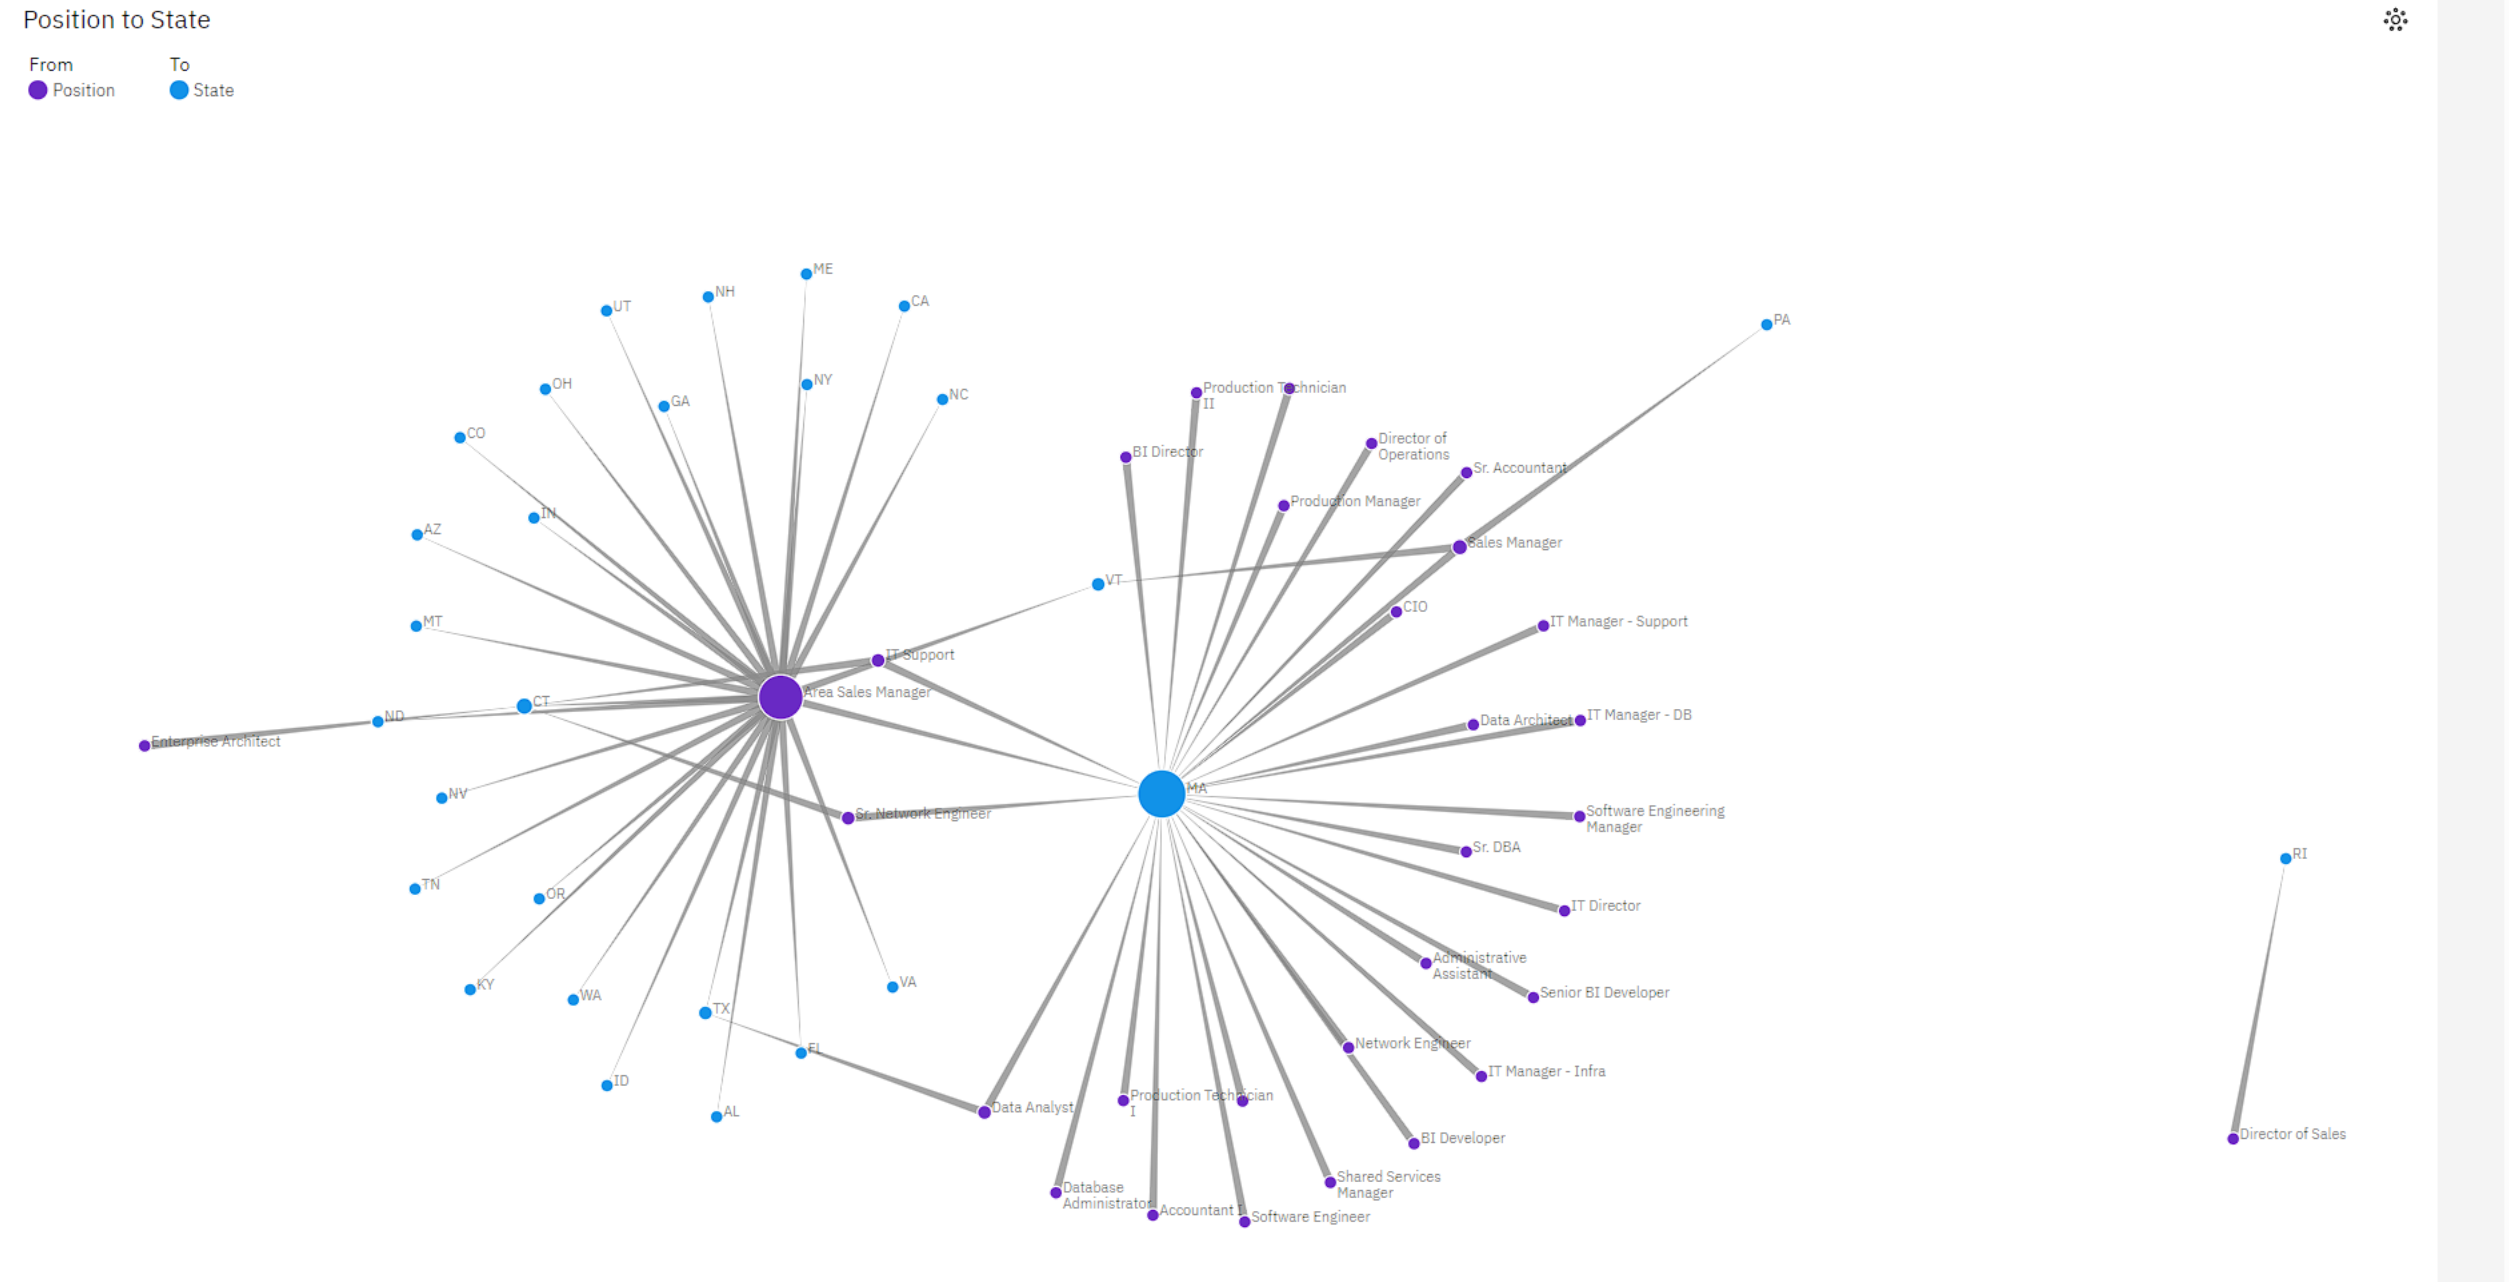 Position to State
From To
Position State
ME
NH
CA
UT
PA
OH
NY
Production Technician
II
NC
GA
CO
Director of
Operations
BI Director
Sr. Accountant
Production Manager
IN
AZ
Sales Manager
VT
CIO
MT
IT Manager - Support
IT Support
Area Sales Manager
CT
ND
Data Architect
IT Manager - DB
Enterprise Architect
MA
NV
Sr. Network Engineer
Software Engineering
Manager
Sr. DBA
RI
TN
OR
IT Director
Administrative
Assistant
KY
VA
WA
Senior BI Developer
TX
Network Engineer
FL
IT Manager - Infra
ID
Production Technician
I
Data Analyst
AL
Director of Sales
BI Developer
Shared Services
Manager
Database
Administrator
Accountant I
Software Engineer